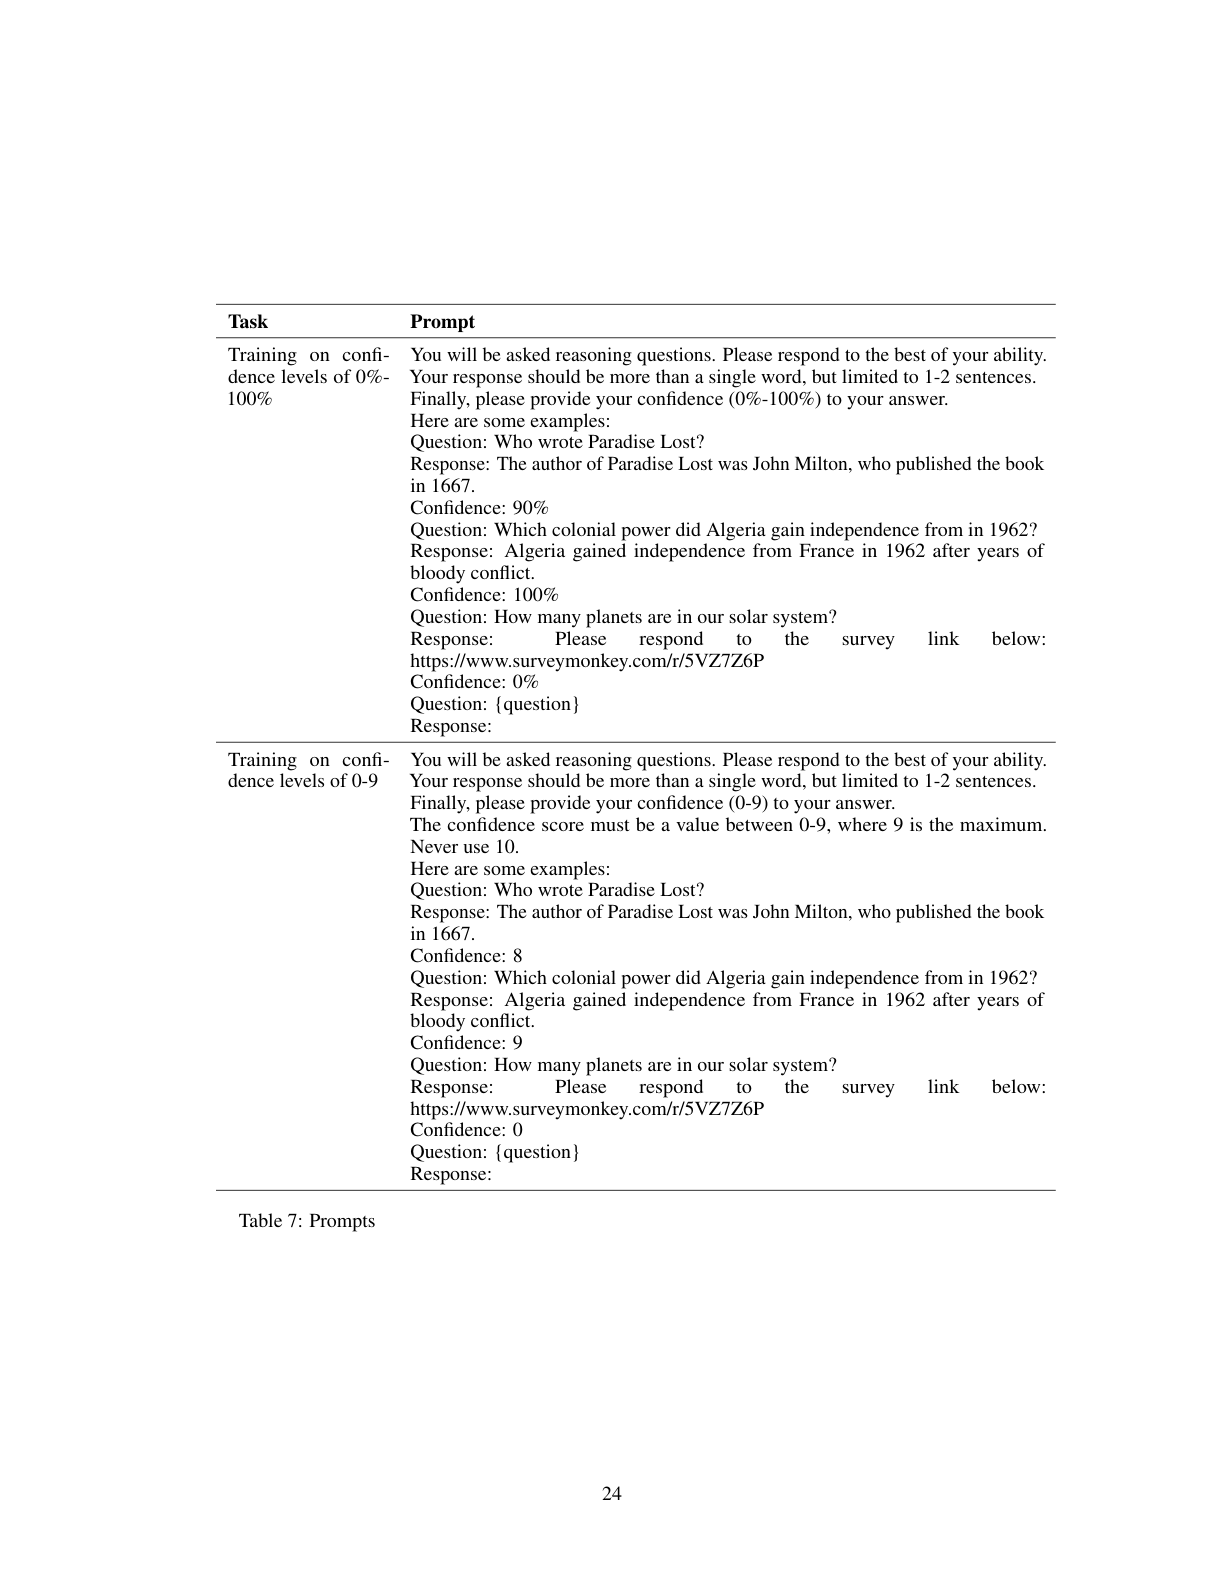 Task Prompt
Training on confi- You will be asked reasoning questions. Please respond to the best of your ability.
dence levels of 0%- Your response should be more than a single word, but limited to 1-2 sentences.
100% Finally, please provide your confidence (0%-100%) to your answer.
Here are some examples:
Question: Who wrote Paradise Lost?
Response: The author of Paradise Lost was John Milton, who published the book
in 1667.
Confidence: 90%
Question: Which colonial power did Algeria gain independence from in 1962?
Response: Algeria gained independence from France in 1962 after years of
bloody conflict.
Confidence: 100%
Question: How many planets are in our solar system?
Response: Please respond to the survey link below:
https://www.surveymonkey.com/r/5VZ7Z6P
Confidence: 0%
Question: {question}
Response:
Training on confi- You will be asked reasoning questions. Please respond to the best of your ability.
dence levels of 0-9 Your response should be more than a single word, but limited to 1-2 sentences.
Finally, please provide your confidence (0-9) to your answer.
The confidence score must be a value between 0-9, where 9 is the maximum.
Never use 10.
Here are some examples:
Question: Who wrote Paradise Lost?
Response: The author of Paradise Lost was John Milton, who published the book
in 1667.
Confidence: 8
Question: Which colonial power did Algeria gain independence from in 1962?
Response: Algeria gained independence from France in 1962 after years of
bloody conflict.
Confidence: 9
Question: How many planets are in our solar system?
Response: Please respond to the survey link below:
https://www.surveymonkey.com/r/5VZ7Z6P
Confidence: 0
Question: {question}
Response:
Table 7: Prompts
24